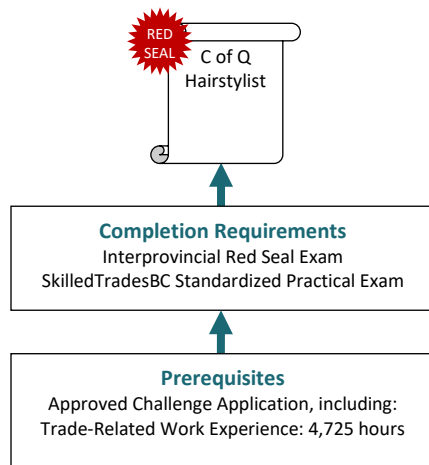 RED
SEAL
C of Q
Hairstylist
Completion Requirements
Interprovincial Red Seal Exam
SkilledTradesBC Standardized Practical Exam
Prerequisites
Approved Challenge Application, including:
Trade-Related Work Experience: 4,725 hours